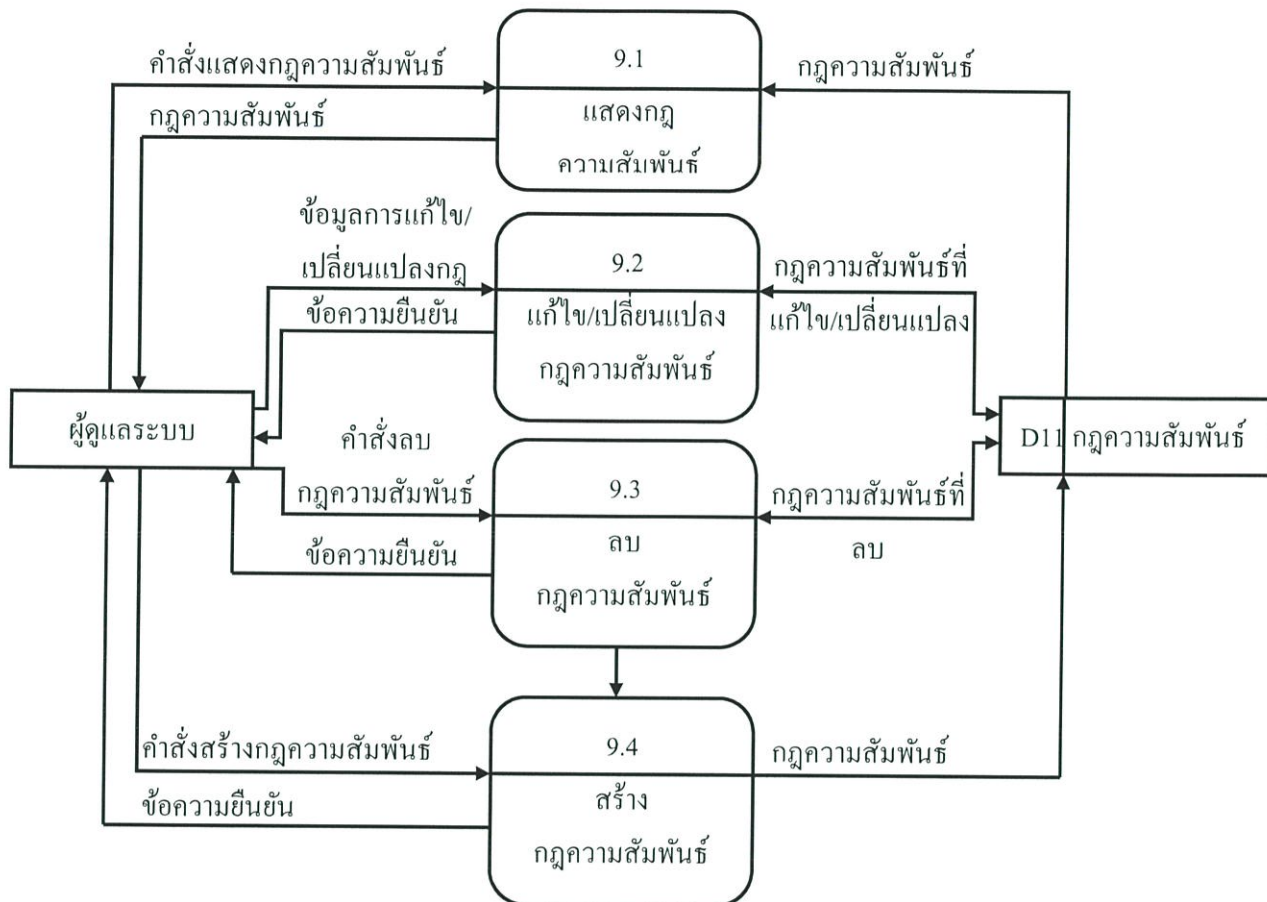 คำสั่งแสดงกฎความสัมพันธ์
กฎความสัมพันธ์
9.1
แสดงกฎ
ความสัมพันธ์
กฎความสัมพันธ์
ข้อมูลการแก้ไข/
เปลี่ยนแปลงกฎ
ข้อความยืนยัน
9.2
แก้ไข/เปลี่ยนแปลง
กฎความสัมพันธ์
กฎความสัมพันธ์ที่
แก้ไข/เปลี่ยนแปลง
ผู้ดูแลระบบ
D11 กฎความสัมพันธ์
คำสั่งลบ
กฎความสัมพันธ์
ข้อความยืนยัน
9.3
ลบ
กฎความสัมพันธ์
กฎความสัมพันธ์ที่
ลบ
คำสั่งสร้างกฎความสัมพันธ์
ข้อความยืนยัน
9.4
สร้าง
กฎความสัมพันธ์
กฎความสัมพันธ์